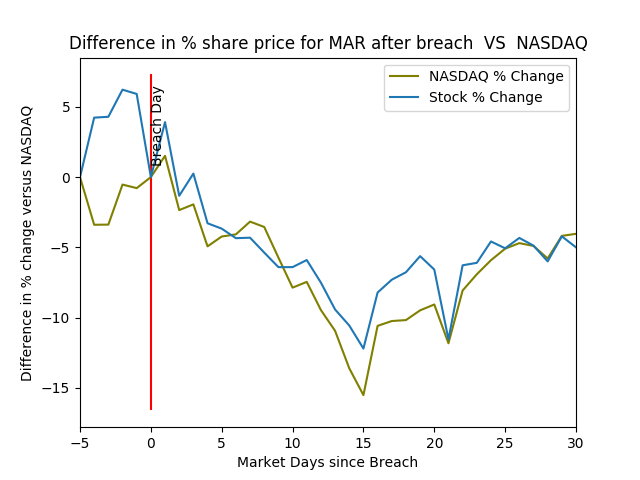 Difference in % share price for MAR after breach  VS  NASDAQ
NASDAQ % Change
Stock % Change
Breach Day
Difference in % change versus NASDAQ
5
0
−5
−10
−15
−5 0 5 10 15 20 25 30
Market Days since Breach